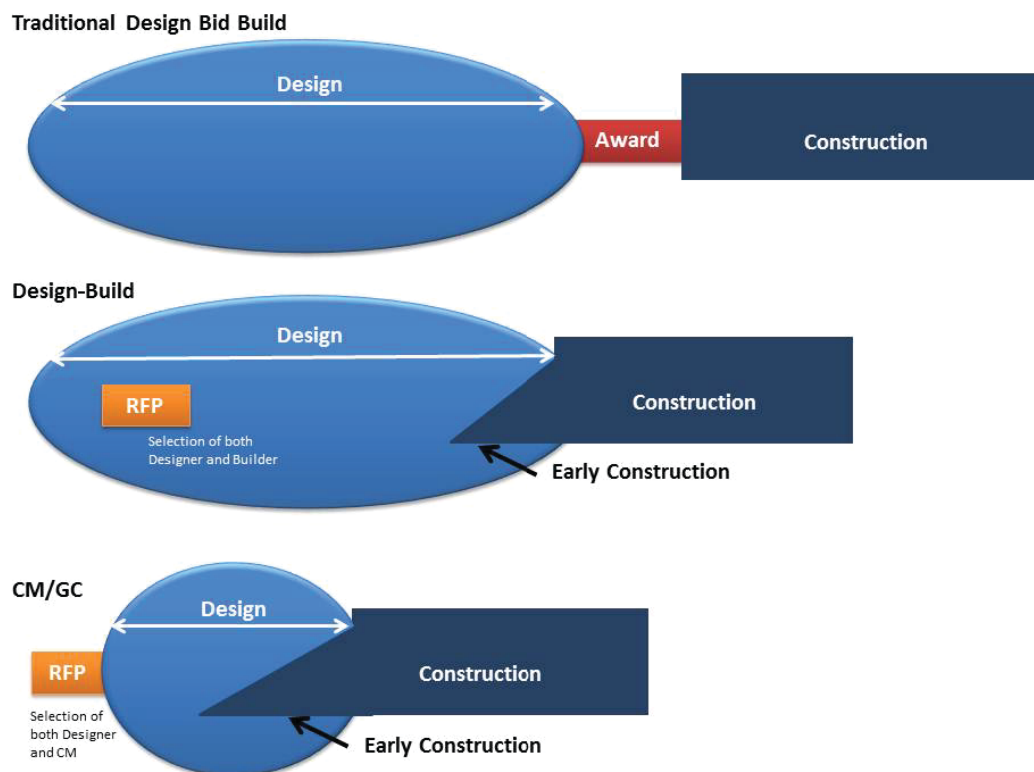 Traditional Design Bid Build
Design
Award
Construction
Design-Build
Design
RFP
Construction
Selection of both
Designer and Builder
Early Construction
CM/GC
Design
RFP
Construction
Selection of
both Designer
and CM
Early Construction